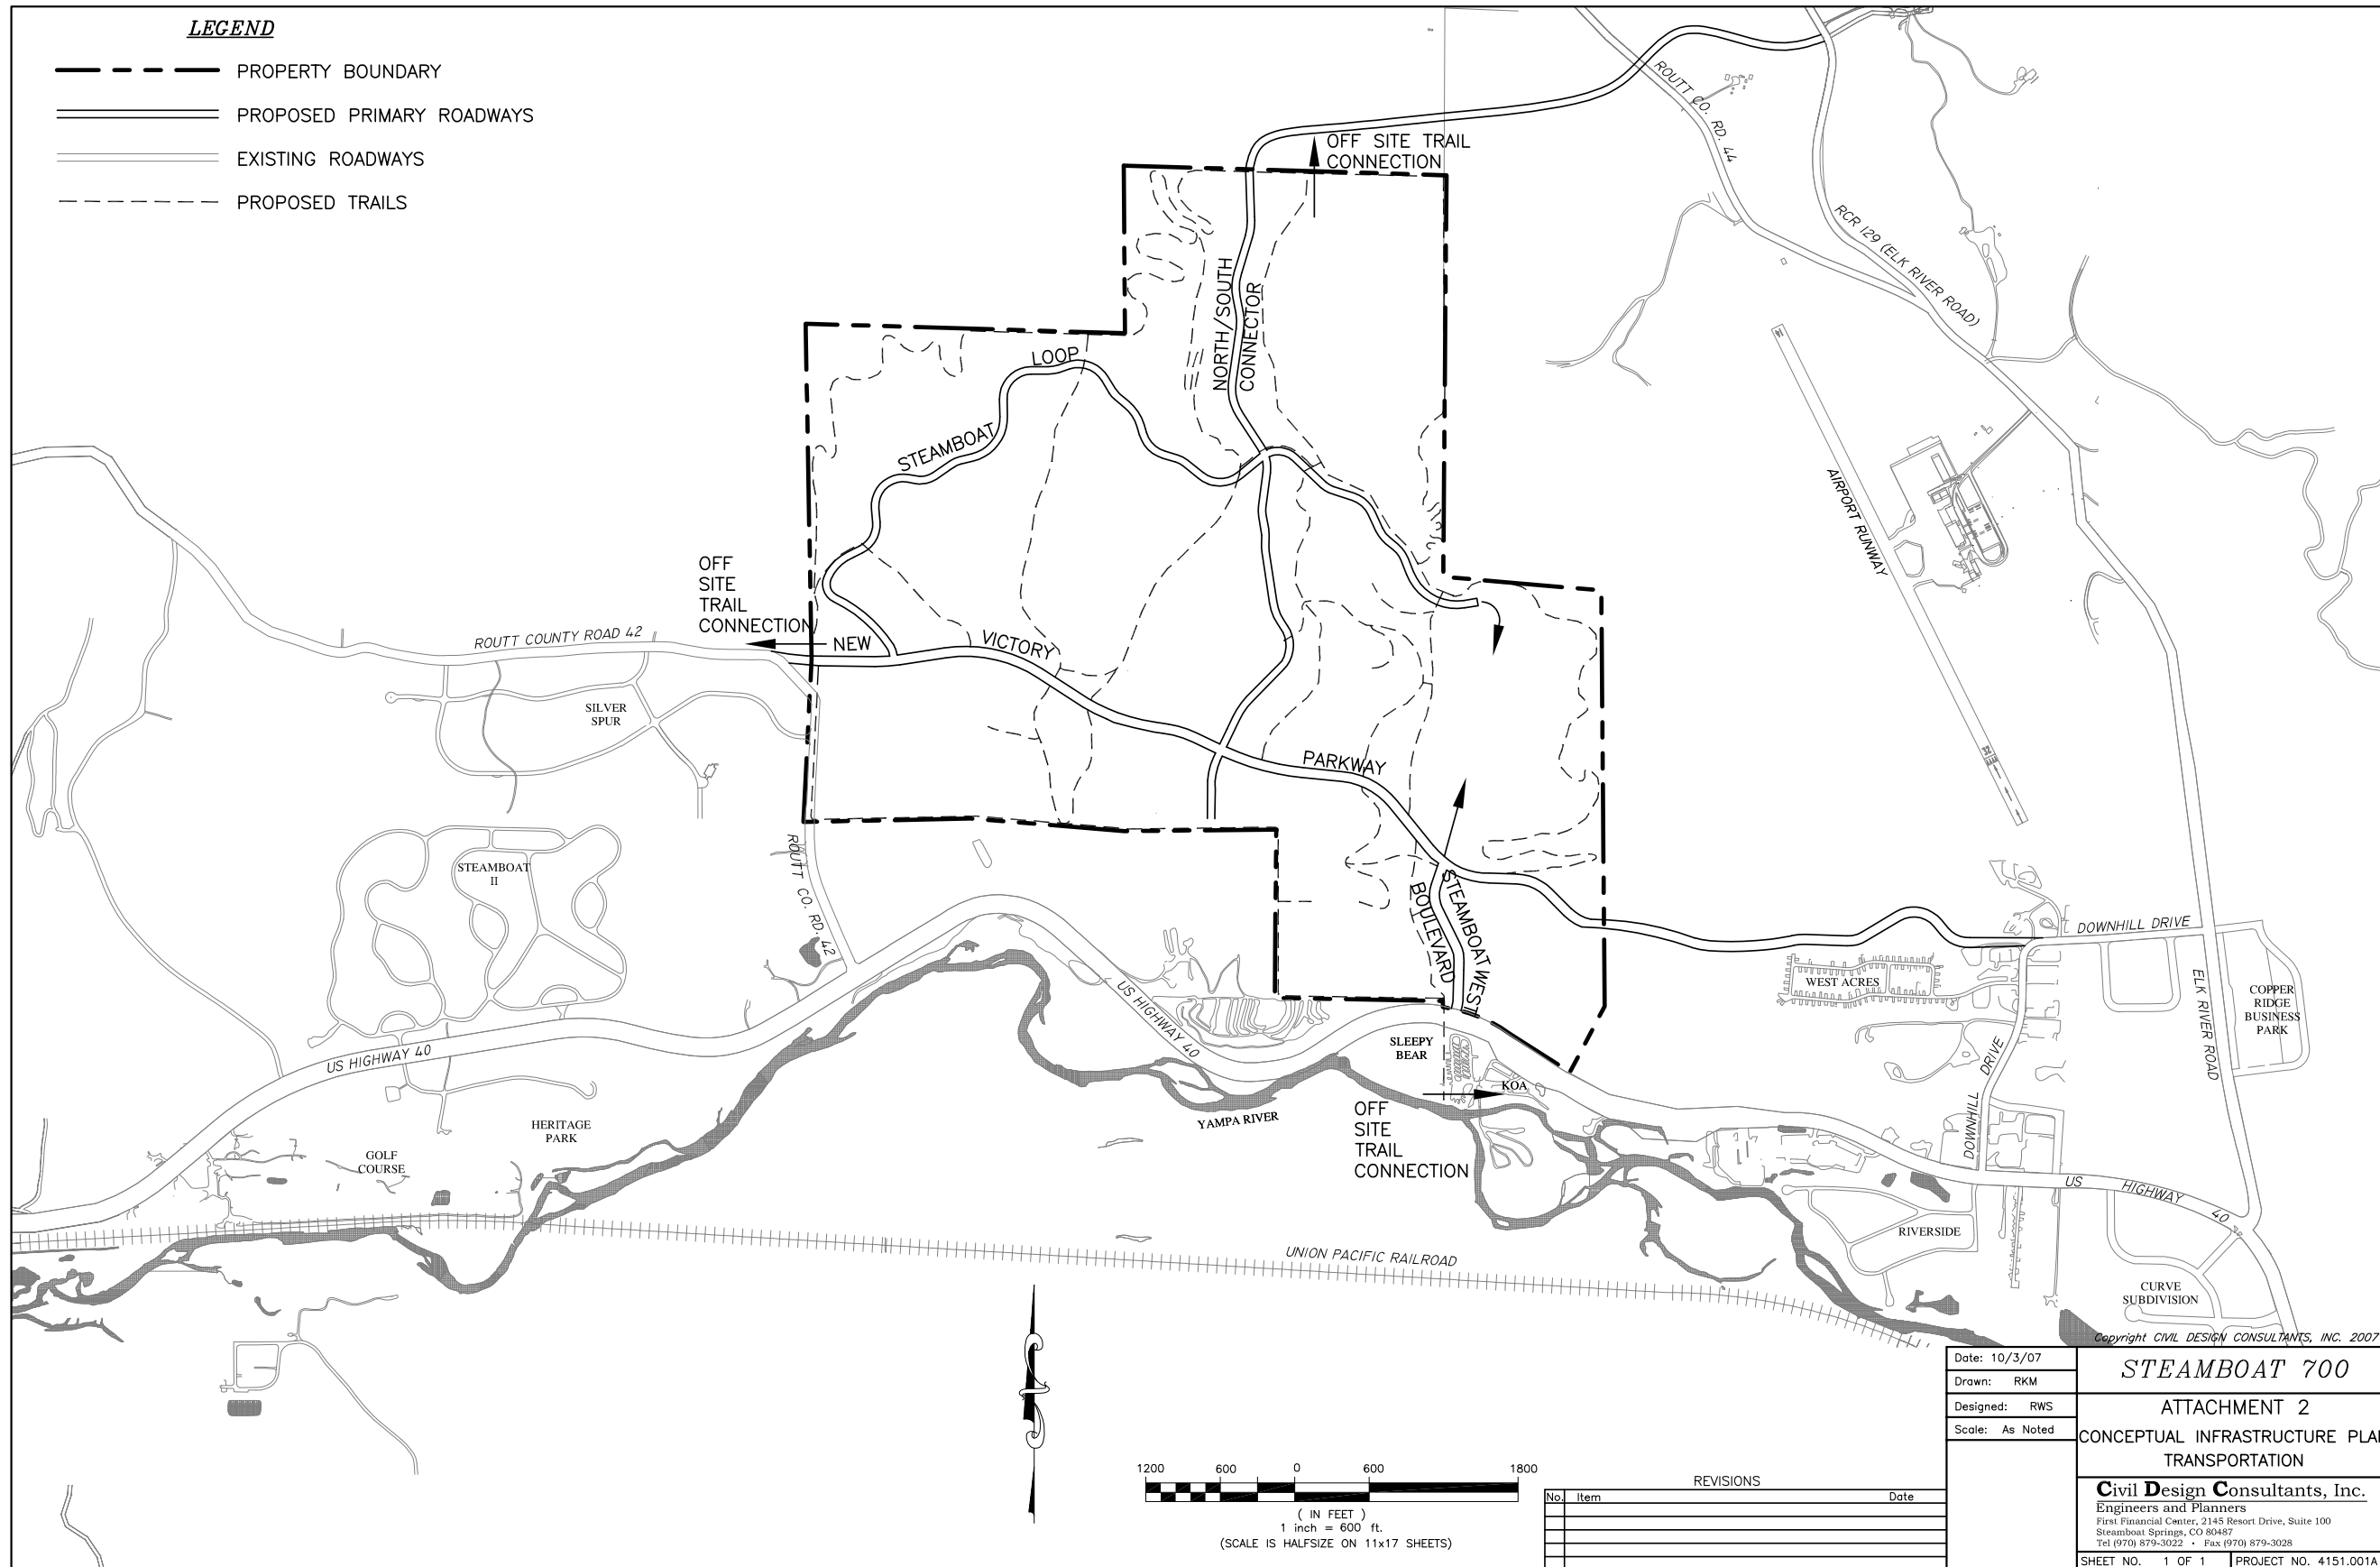 LEGEND
PROPERTY BOUNDARY
PROPOSED PRIMARY ROADWAYS
EXISTING ROADWAYS
PROPOSED TRAILS
ROUTT CO. RD. 44
OFF SITE TRAIL
CONNECTION
RCR 129 (ELK RIVER ROAD)
NORTH/SOUTH
CONNECTOR
LOOP
STEAMBOAT
AIRPORT RUNWAY
OFF
SITE
TRAIL
CONNECTION
NEW
VICTORY
PARKWAY
ROUTT COUNTY ROAD 42
SILVER
SPUR
32
STEAMBOAT
II
ROUTT CO. RD. 42
STEAMBOAT WEST
BOULEVARD
DOWNHILL DRIVE
WEST ACRES
ELK RIVER ROAD
COPPER
RIDGE
BUSINESS
PARK
US HIGHWAY 40
US HIGHWAY 40
SLEEPY
BEAR
KOA
DOWNHILL DRIVE
YAMPA RIVER
OFF
SITE
TRAIL
CONNECTION
HERITAGE
PARK
GOLF
COURSE
US HIGHWAY 40
RIVERSIDE
UNION PACIFIC RAILROAD
CURVE
SUBDIVISION
Copyright CIVIL DESIGN CONSULTANTS, INC. 2007
Date: 10/3/07
Drawn: RKM
Designed: RWS
Scale: As Noted
STEAMBOAT 700
ATTACHMENT 2
CONCEPTUAL INFRASTRUCTURE PLA
TRANSPORTATION
Civil Design Consultants, Inc.
Engineers and Planners
First Financial Center, 2145 Resort Drive, Suite 100
Steamboat Springs, CO 80487
Tel (970) 879-3022 • Fax (970) 879-3028
SHEET NO. 1 OF 1
PROJECT NO. 4151.001A
1200 600 0 600 1800
( IN FEET )
1 inch = 600 ft.
(SCALE IS HALFSIZE ON 11x17 SHEETS)
REVISIONS
No. Item Date